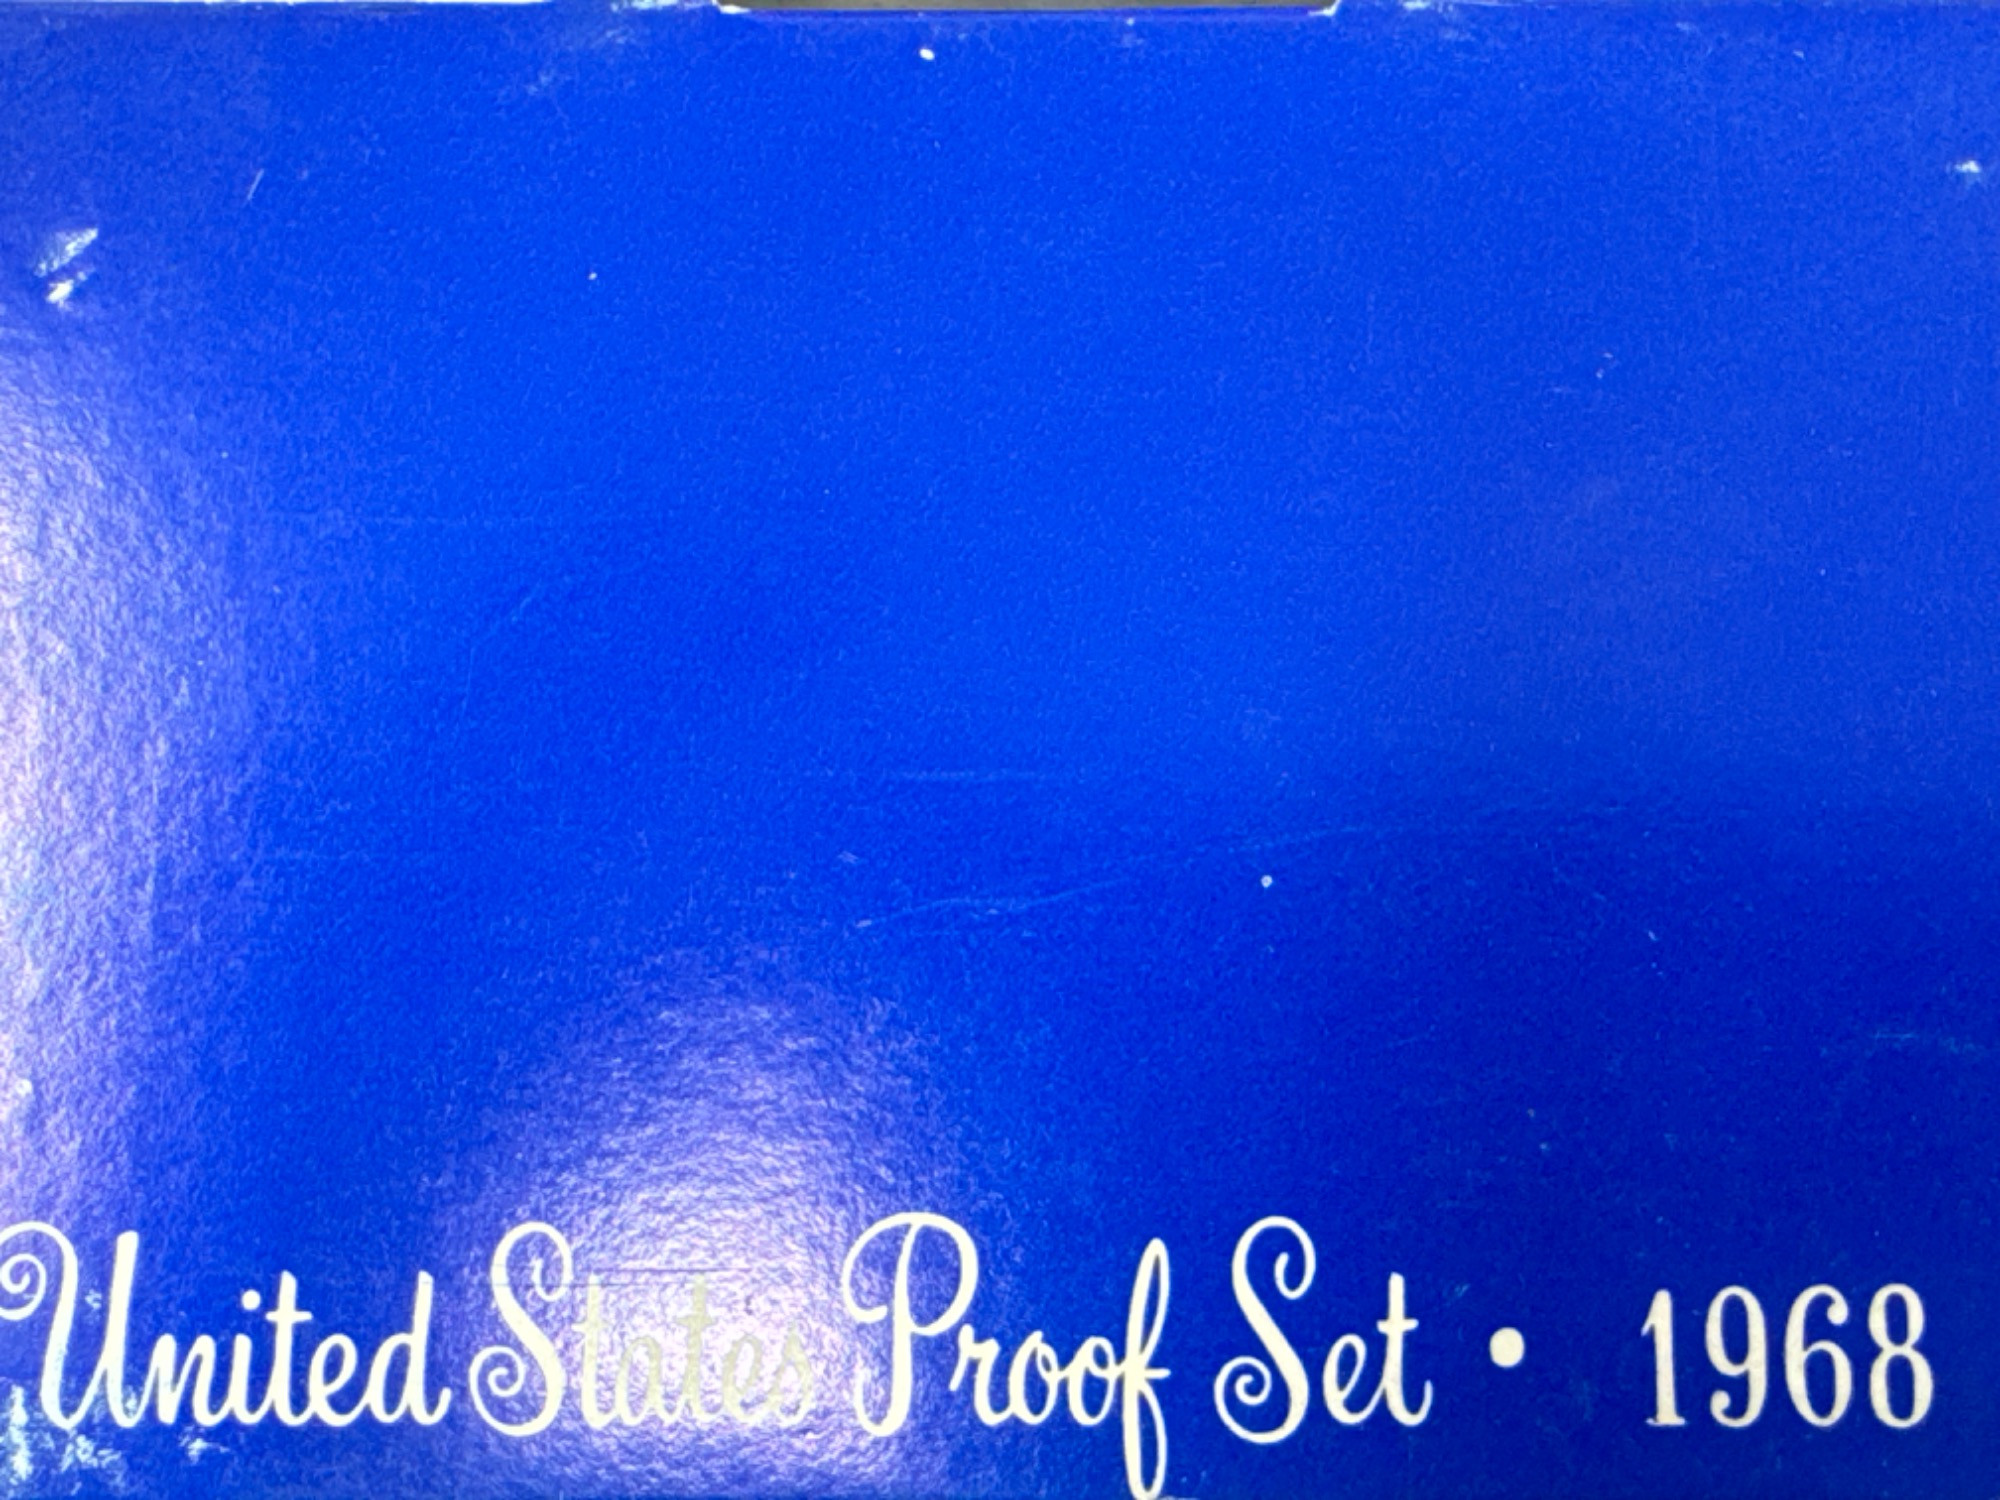 United States Proof Set • 1968